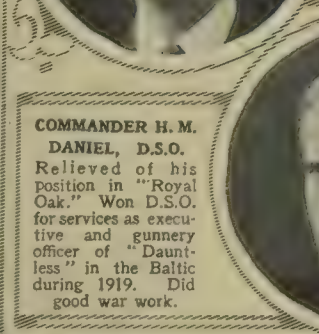 COMMANDER H. M.
DANIEL, D.S.O.
Relieved of his
position in "Royal
Oak." Won D.S.O.
for services as execu-
tive and gunnery
officer of "Daunt-
less" in the Baltic
during 1919. Did
good war work.